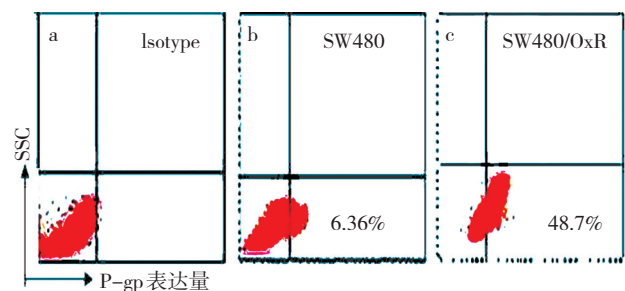 a
lsotype
b
SW480
c
SW480/OxR
SSC
6.36%
48.7%
P-gp 表达量